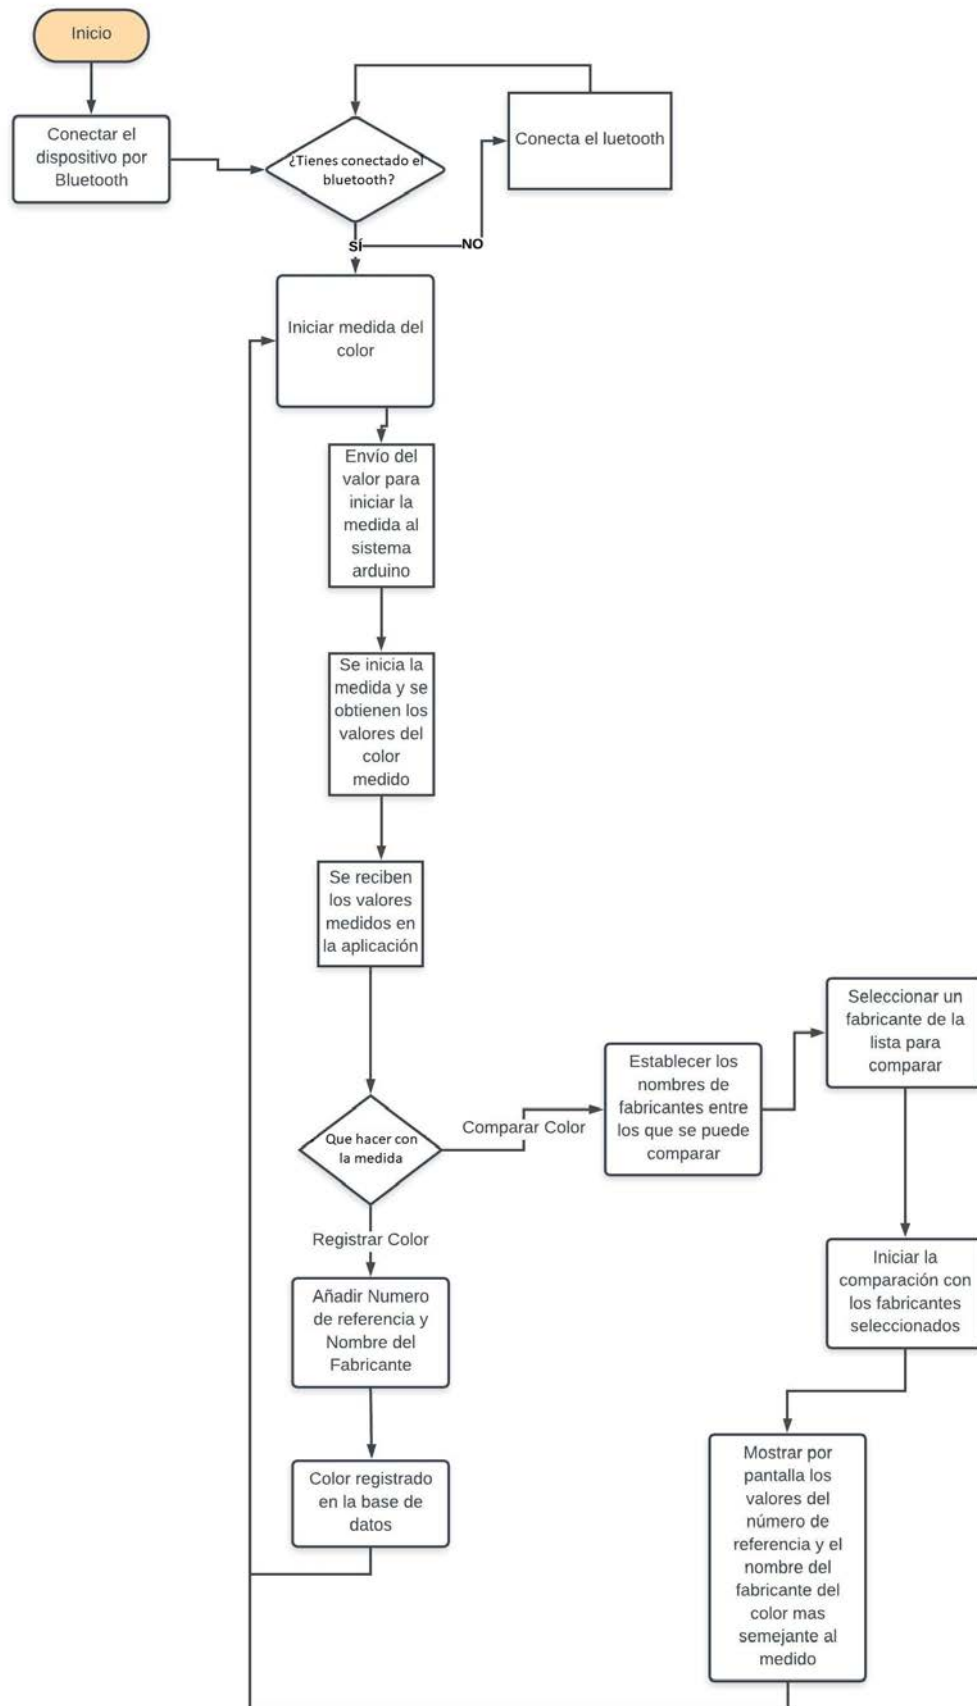 Inicio
Conectar el
dispositivo por
Bluetooth
¿Tienes conectado el
bluetooth?
Conecta el luetooth
SÍ
NO
Iniciar medida del
color
Envío del
valor para
iniciar la
medida al
sistema
arduino
Se inicia la
medida y se
obtienen los
valores del
color
medido
Se reciben
los valores
medidos en
la aplicación
Que hacer con
la medida
Comparar Color
Establecer los
nombres de
fabricantes entre
los que se puede
comparar
Seleccionar un
fabricante de la
lista para
comparar
Iniciar la
comparación con
los fabricantes
seleccionados
Mostrar por
pantalla los
valores del
número de
referencia y el
nombre del
fabricante del
color mas
semejante al
medido
Registrar Color
Añadir Numero
de referencia y
Nombre del
Fabricante
Color registrado
en la base de
datos